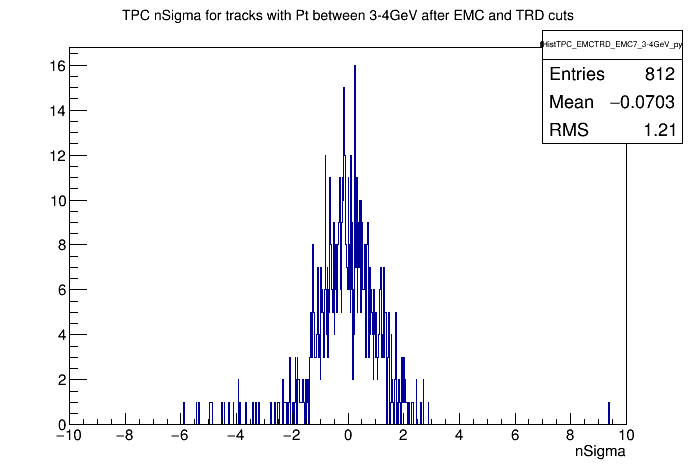 TPC nSigma for tracks with Pt between 3-4GeV after EMC and TRD cuts
HistTPC_EMCTRD_EMC7_3-4GeV_py
Entries 812
Mean −0.0703
RMS 1.21
16
14
12
10
8
6
4
2
0
−10 −8 −6 −4 −2 0 2 4 6 8 10
nSigma